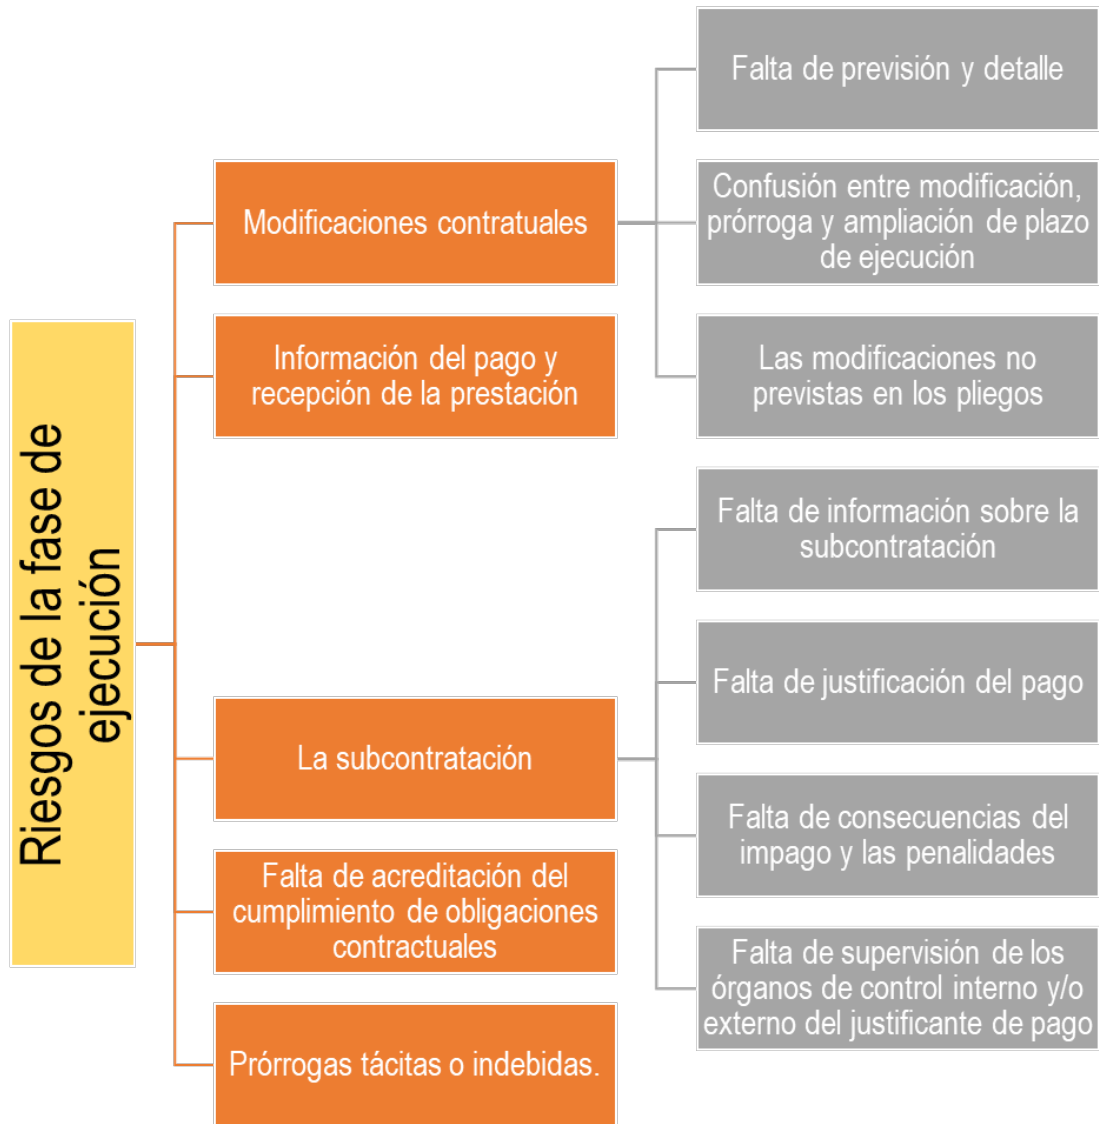 Riesgos de la fase de
ejecución
Modificaciones contratuales
Falta de previsión y detalle
Confusión entre modificación,
prórroga y ampliación de plazo
de ejecución
Las modificaciones no
previstas en los pliegos
Información del pago y
recepción de la prestación
La subcontratación
Falta de información sobre la
subcontratación
Falta de justificación del pago
Falta de consecuencias del
impago y las penalidades
Falta de supervisión de los
órganos de control interno y/o
externo del justificante de pago
Falta de acreditación del
cumplimiento de obligaciones
contractuales
Prórrogas tácitas o indebidas.